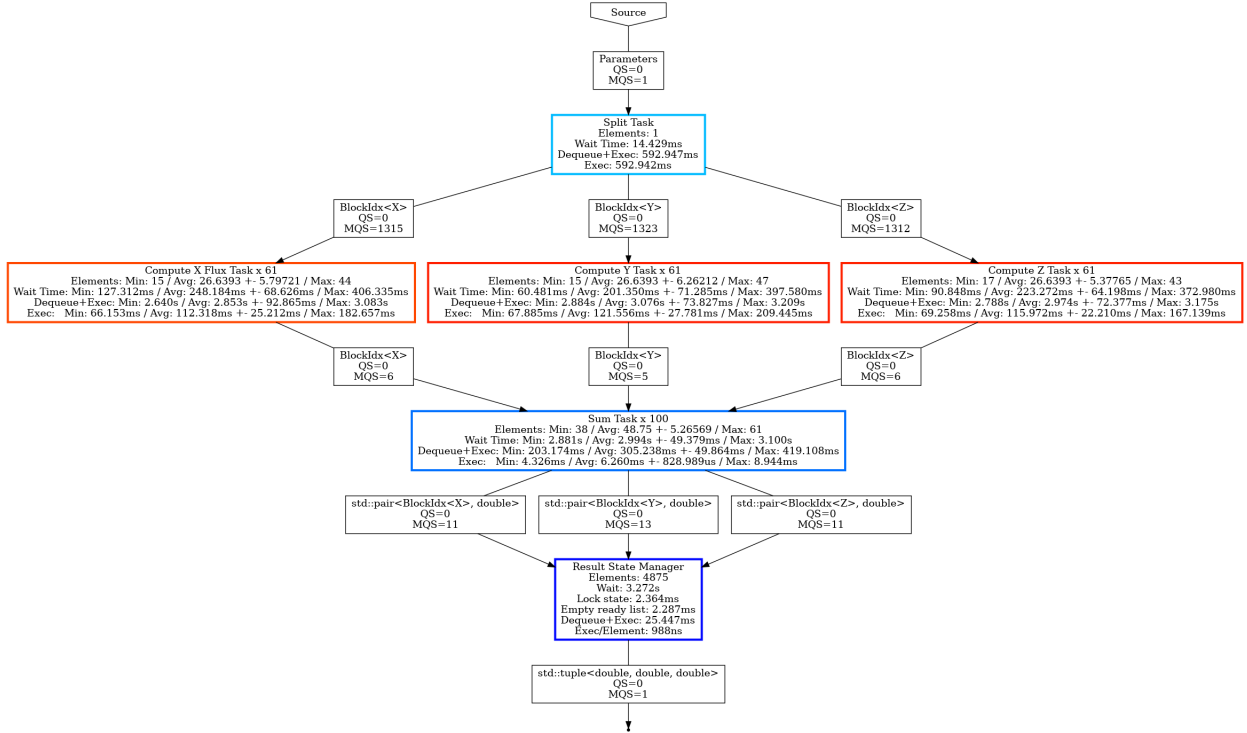 Source
Parameters
QS=0
MQS=1
Split Task
Elements: 1
Wait Time: 14.429ms
Dequeue+Exec: 592.947ms
Exec: 592.942ms
BlockIdx<X>
QS=0
MQS=1315
BlockIdx<Y>
QS=0
MQS=1323
BlockIdx<Z>
QS=0
MQS=1312
Compute X Flux Task x 61
Elements: Min: 15 / Avg: 26.6393 +- 5.79721 / Max: 44
Wait Time: Min: 127.312ms / Avg: 248.184ms +- 68.626ms / Max: 406.335ms
Dequeue+Exec: Min: 2.640s / Avg: 2.853s +- 92.865ms / Max: 3.083s
Exec:   Min: 66.153ms / Avg: 112.318ms +- 25.212ms / Max: 182.657ms
Compute Y Task x 61
Elements: Min: 15 / Avg: 26.6393 +- 6.26212 / Max: 47
Wait Time: Min: 60.481ms / Avg: 201.350ms +- 71.285ms / Max: 397.580ms
Dequeue+Exec: Min: 2.884s / Avg: 3.076s +- 73.827ms / Max: 3.209s
Exec:   Min: 67.885ms / Avg: 121.556ms +- 27.781ms / Max: 209.445ms
Compute Z Task x 61
Elements: Min: 17 / Avg: 26.6393 +- 5.37765 / Max: 43
Wait Time: Min: 90.848ms / Avg: 223.272ms +- 64.198ms / Max: 372.980ms
Dequeue+Exec: Min: 2.788s / Avg: 2.974s +- 72.377ms / Max: 3.175s
Exec:   Min: 69.258ms / Avg: 115.972ms +- 22.210ms / Max: 167.139ms
BlockIdx<X>
QS=0
MQS=6
BlockIdx<Y>
QS=0
MQS=5
BlockIdx<Z>
QS=0
MQS=6
Sum Task x 100
Elements: Min: 38 / Avg: 48.75 +- 5.26569 / Max: 61
Wait Time: Min: 2.881s / Avg: 2.994s +- 49.379ms / Max: 3.100s
Dequeue+Exec: Min: 203.174ms / Avg: 305.238ms +- 49.864ms / Max: 419.108ms
Exec:   Min: 4.326ms / Avg: 6.260ms +- 828.989us / Max: 8.944ms
std::pair<BlockIdx<X>, double>
QS=0
MQS=11
std::pair<BlockIdx<Y>, double>
QS=0
MQS=13
std::pair<BlockIdx<Z>, double>
QS=0
MQS=11
Result State Manager
Elements: 4875
Wait: 3.272s
Lock state: 2.364ms
Empty ready list: 2.287ms
Dequeue+Exec: 25.447ms
Exec/Element: 988ns
std::tuple<double, double, double>
QS=0
MQS=1